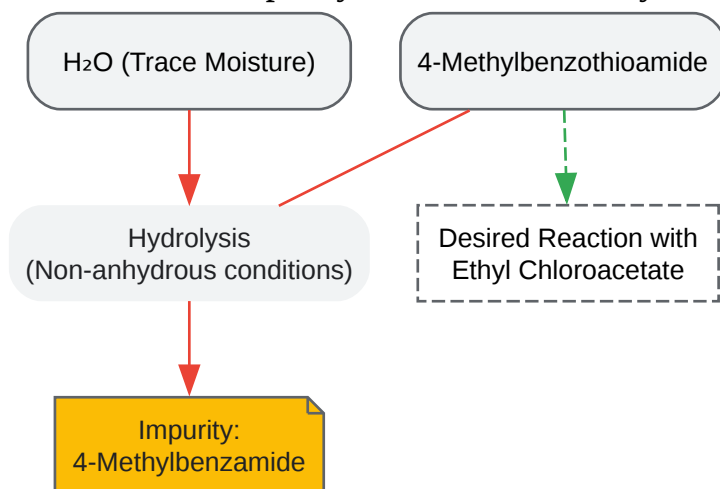 H₂O (Trace Moisture)
4-Methylbenzothioamide
Hydrolysis
(Non-anhydrous conditions)
Desired Reaction with
Ethyl Chloroacetate
Impurity:
4-Methylbenzamide